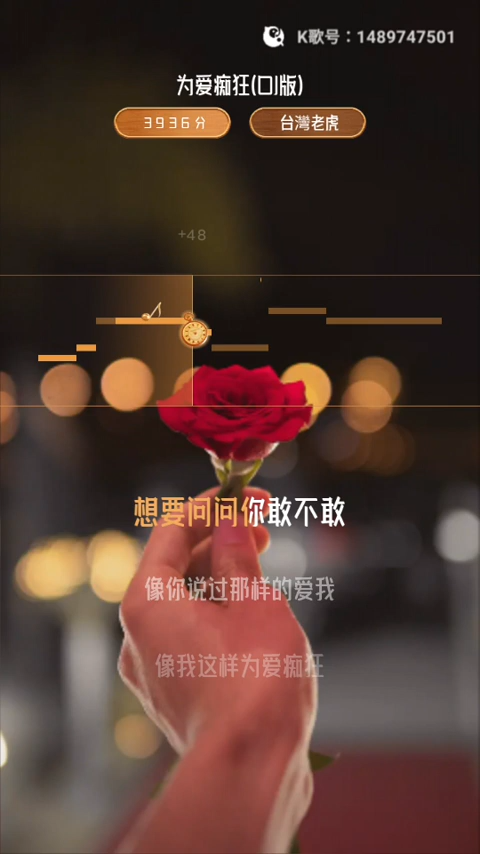 K歌号：1489747501
为爱痴狂(DJ版)
3936分
台灣老虎
+48
想要问问你敢不敢
像你说过那样的爱我
像我这样为爱痴狂